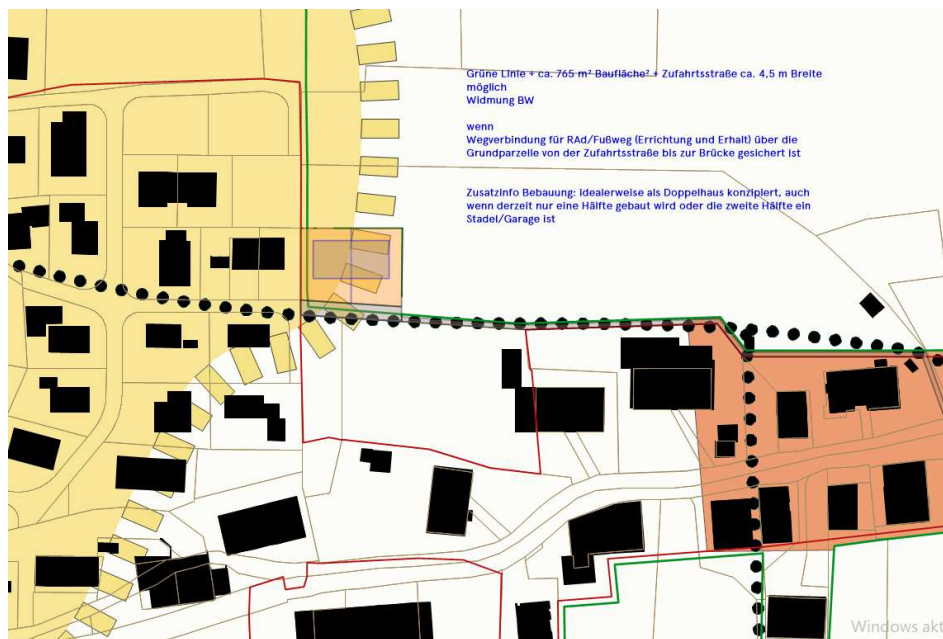 Grüne Linie + ca. 765 m² Baufläche² + Zufahrtsstraße ca. 4,5 m Breite
möglich
Widmung BW
wenn
Wegverbindung für RAd/Fußweg (Errichtung und Erhalt) über die
Grundparzelle von der Zufahrtsstraße bis zur Brücke gesichert ist
Zusatzinfo Bebauung: idealerweise als Doppelhaus konzipiert, auch
wenn derzeit nur eine Hälfte gebaut wird oder die zweite Hälfte ein
Stadel/Garage ist
Windows akt